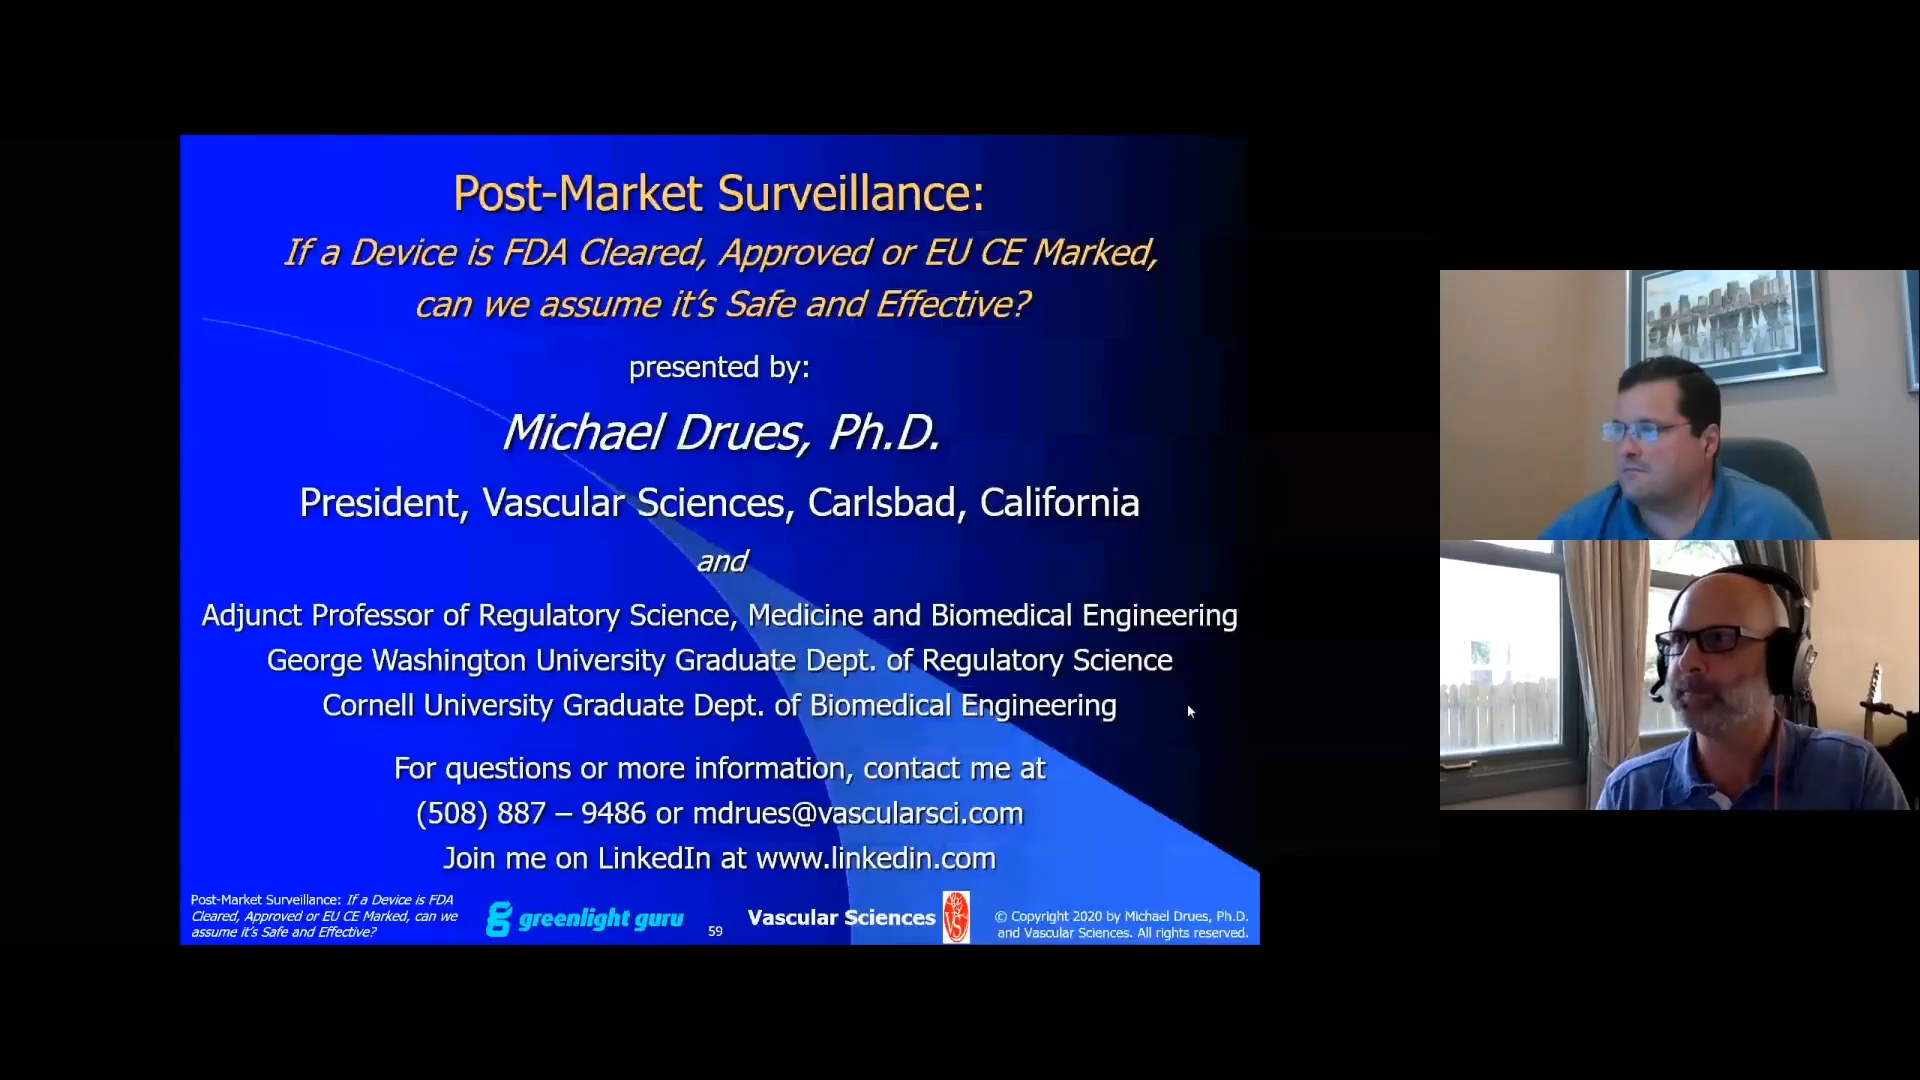 Post-Market Surveillance:
If a Device is FDA Cleared, Approved or EU CE Marked,
can we assume it's Safe and Effective?
presented by:
Michael Drues, Ph.D.
President, Vascular Sciences, Carlsbad, California
and
Adjunct Professor of Regulatory Science, Medicine and Biomedical Engineering
George Washington University Graduate Dept. of Regulatory Science
Cornell University Graduate Dept. of Biomedical Engineering
For questions or more information, contact me at
(508) 887 – 9486 or mdrues@vascularsci.com
Join me on LinkedIn at www.linkedin.com
Post-Market Surveillance: If a Device is FDA
Cleared, Approved or EU CE Marked, can we
assume it's Safe and Effective?
greenlight guru
59
Vascular Sciences
VS
© Copyright 2020 by Michael Drues, Ph.D.
and Vascular Sciences. All rights reserved.